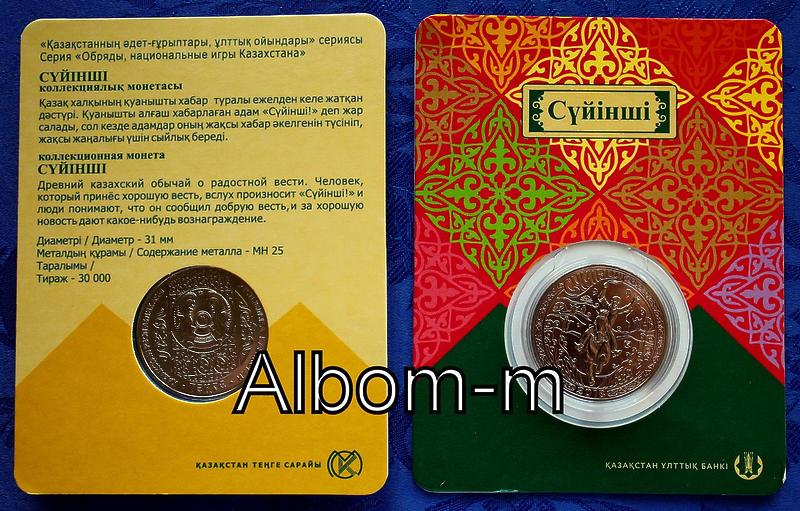 «Қазақстанның әдет-ғұрыптары, ұлттық ойындары» сериясы
Серия «Обряды, национальные игры Казахстана»
СҮЙІНШІ
коллекциялық монетасы
Қазақ халқының қуанышты хабар туралы ежелден келе жатқан
дәстүрі. Қуанышты алғаш хабарлаған адам «Сүйінші!» деп жар
салады, сол кезде адамдар оның жақсы хабар әкелгенін түсініп,
жақсы жаңалығы үшін сыйлық береді.
коллекционная монета
СҮЙІНШІ
Древний казахский обычай о радостной вести. Человек,
который принёс хорошую весть, вслух произносит «Сүйінші!» и
люди понимают, что он сообщил добрую весть,и за хорошую
новость дают какое-нибудь вознаграждение.
Диаметрі / Диаметр - 31 мм
Металдың құрамы / Содержание металла - МН 25
Таралымы /
Тираж - 30 000
ҚАЗАҚСТАН ТЕҢГЕ САРАЙЫ
Сүйінші
ҚАЗАҚСТАН ҰЛТТЫҚ БАНКІ
Albom-m